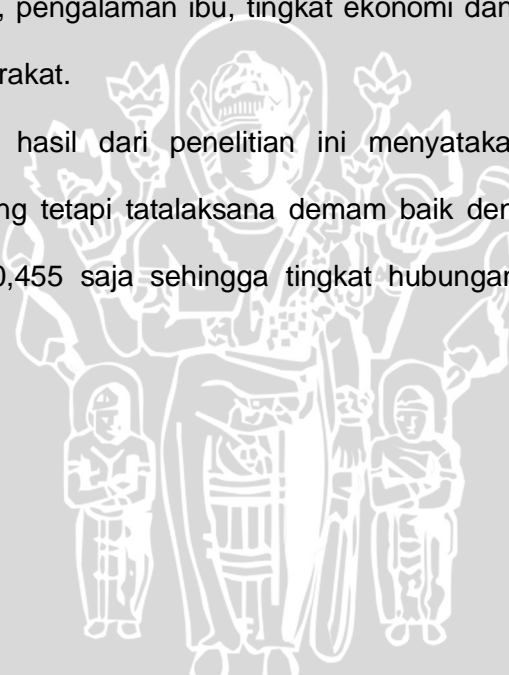 , pengalaman ibu, tingkat ekonomi dan
rakat.
hasil dari penelitian ini menyataka
ng tetapi tatalaksana demam baik den
0,455 saja sehingga tingkat hubungan